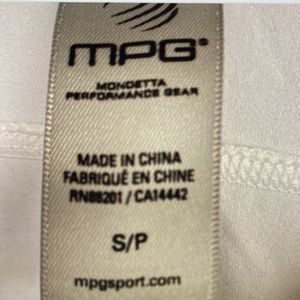 MPG®
MONDETTA
PERFORMANCE GEAR
MADE IN CHINA
FABRIQUÉ EN CHINE
RN88201 / CA14442
S/P
mpgsport.com